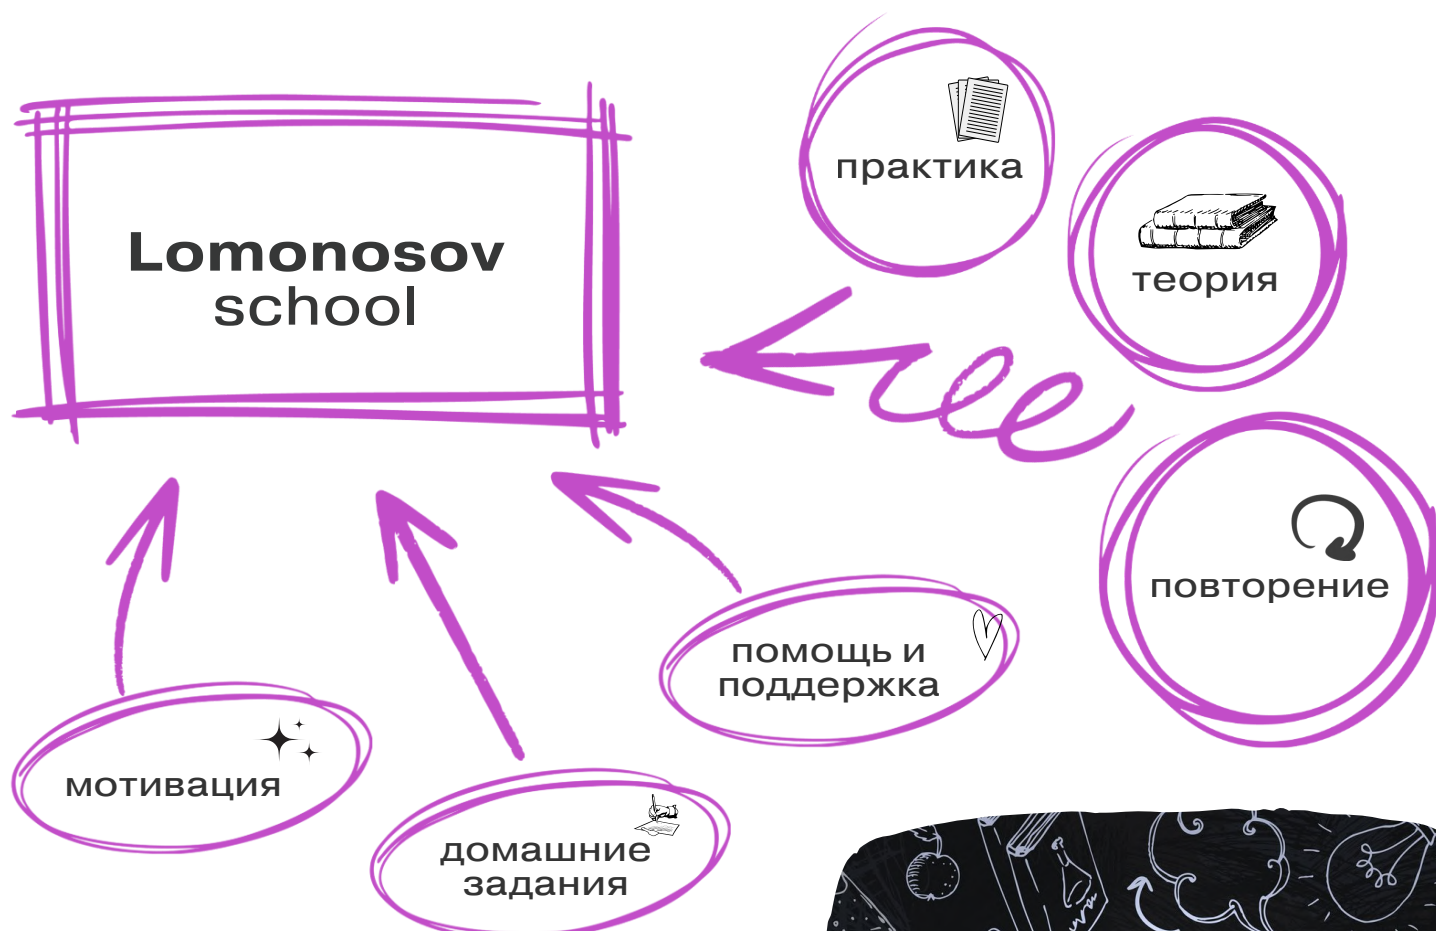 Lomonosov
school
практика
теория
повторение
помощь и
поддержка
мотивация
домашние
задания